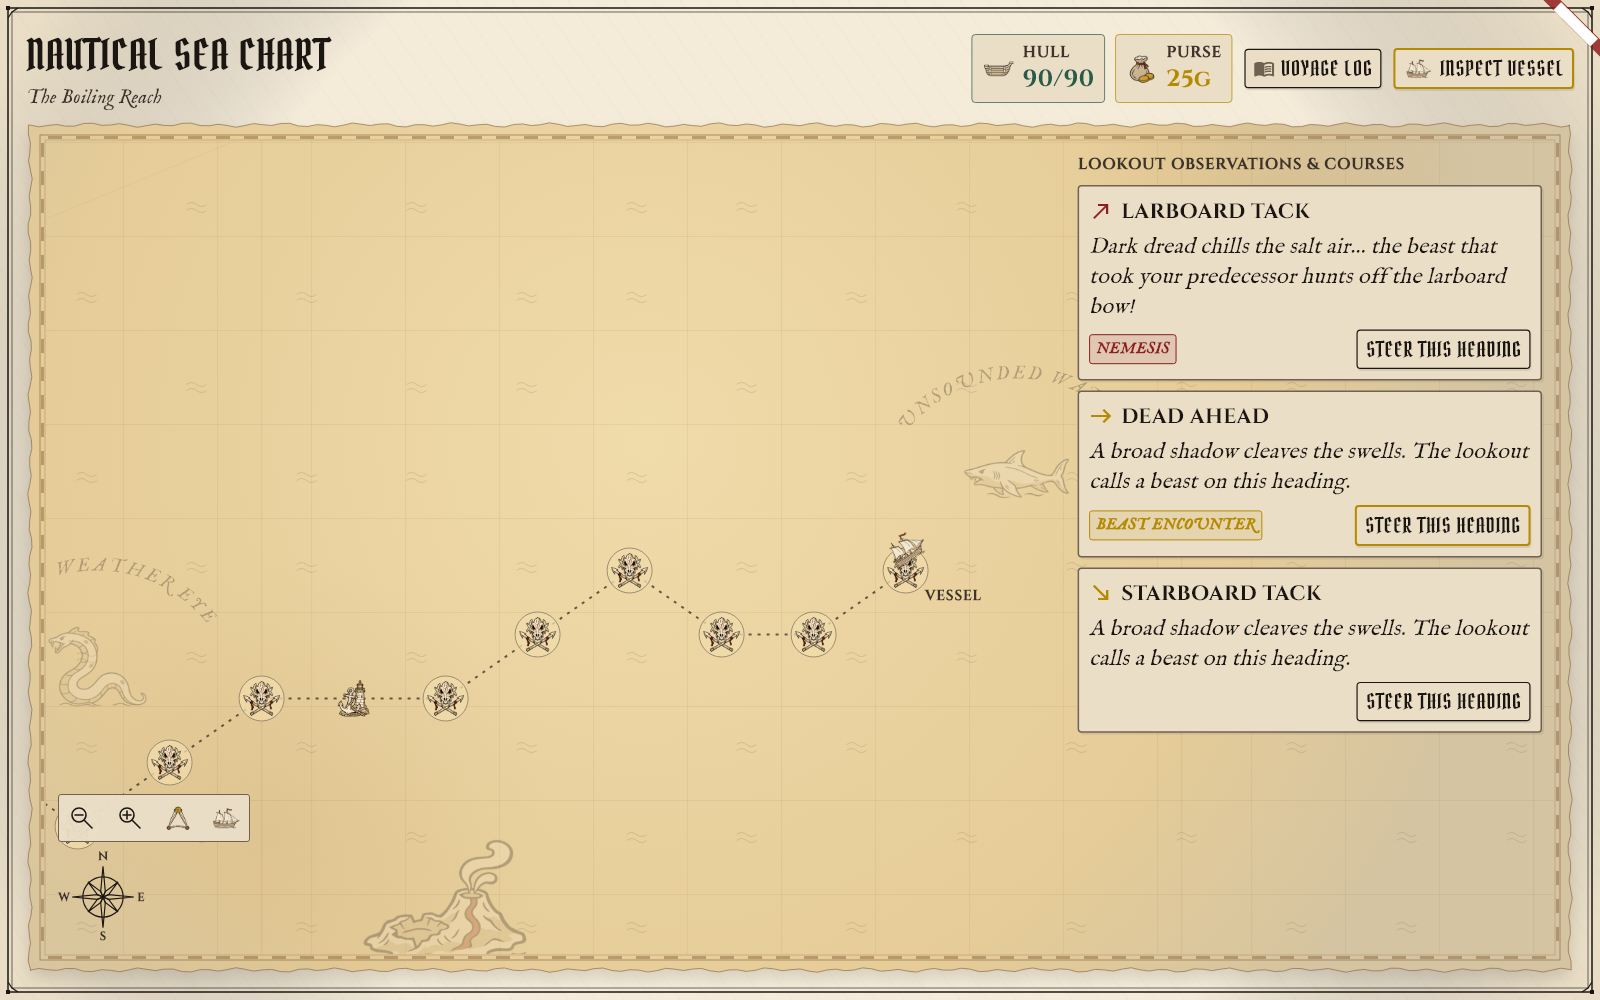 NAUTICAL SEA CHART
The Boiling Reach
HULL
90/90
PURSE
25G
VOYAGE LOG
INSPECT VESSEL
LOOKOUT OBSERVATIONS & COURSES
LARBOARD TACK
Dark dread chills the salt air... the beast that
took your predecessor hunts off the larboard
bow!
NEMESIS
STEER THIS HEADING
DEAD AHEAD
A broad shadow cleaves the swells. The lookout
calls a beast on this heading.
BEAST ENCOUNTER
STEER THIS HEADING
STARBOARD TACK
A broad shadow cleaves the swells. The lookout
calls a beast on this heading.
STEER THIS HEADING
UNSOUNDED
WEATHER EYE
VESSEL
N
W
E
S